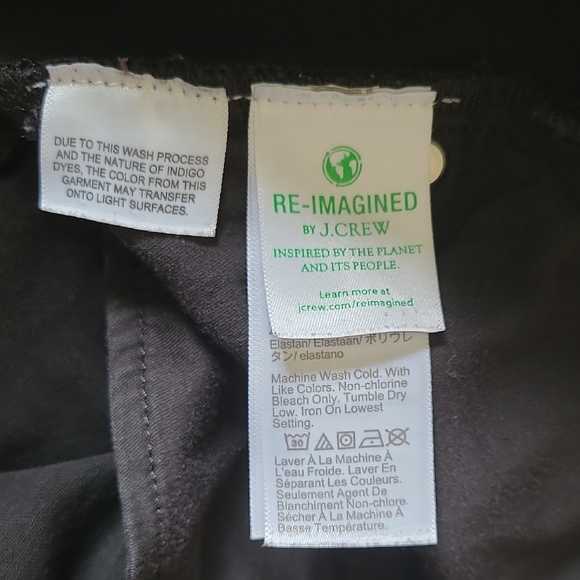 DUE TO THIS WASH PROCESS
AND THE NATURE OF INDIGO
DYES, THE COLOR FROM THIS
GARMENT MAY TRANSFER
ONTO LIGHT SURFACES.
RE-IMAGINED
BY J.CREW
INSPIRED BY THE PLANET
AND ITS PEOPLE.
Learn more at
jcrew.com/reimagined
Elastan/ Elastaan/ ポリウレ
タン/ elastano
Machine Wash Cold. With
Like Colors. Non-chlorine
Bleach Only. Tumble Dry
Low. Iron On Lowest
Setting.
30
Laver À La Machine À
L'eau Froide. Laver En
Séparant Les Couleurs.
Seulement Agent De
Blanchiment Non-chlore.
Sécher À La Machine À
Basse Température.